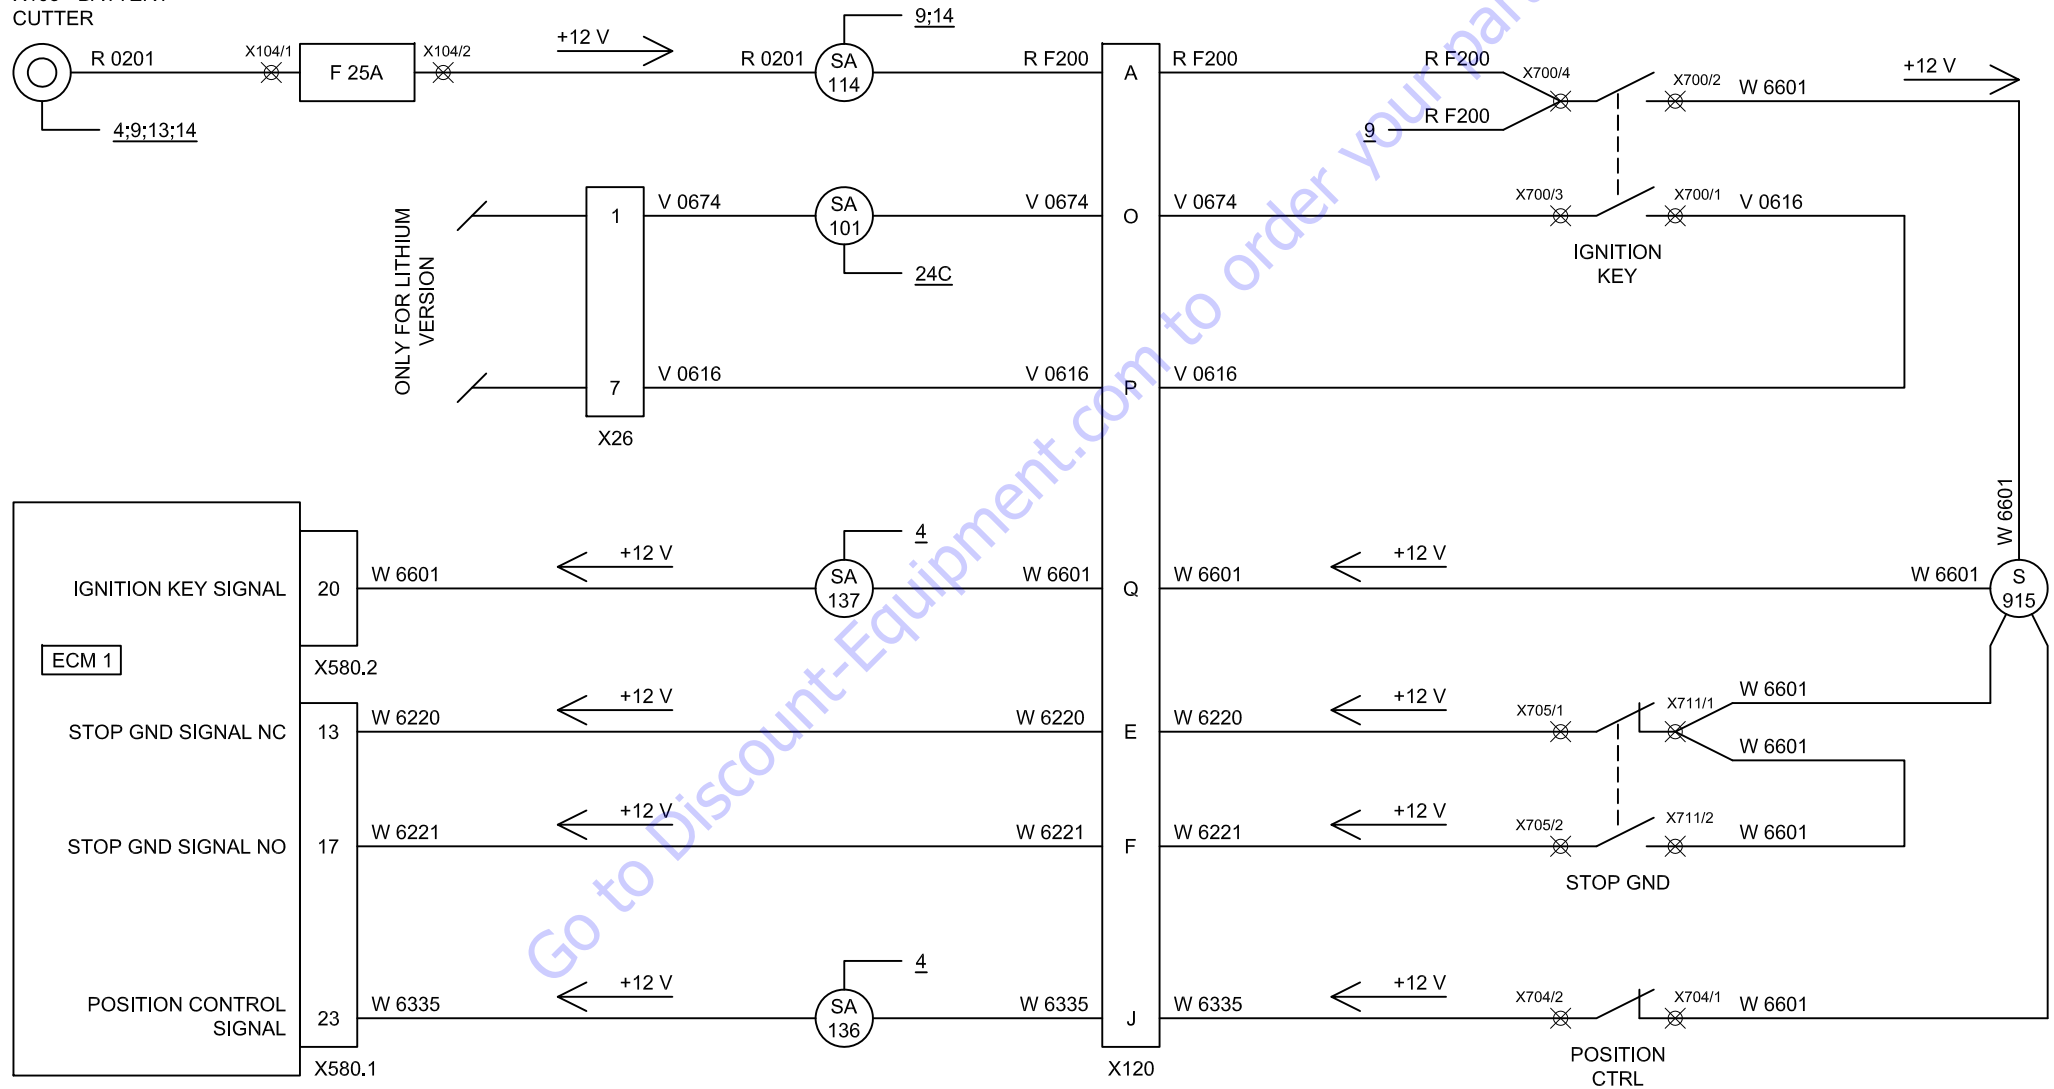 CUTTER
9;14
R 0201
X104/1
F 25A
X104/2
+12 V
R 0201
SA
114
R F200
A
R F200
R F200
X700/4
X700/2
W 6601
+12 V
4;9;13;14
9
R F200
ONLY FOR LITHIUM
VERSION
1
V 0674
SA
101
V 0674
O
V 0674
X700/3
X700/1
V 0616
24C
IGNITION
KEY
7
V 0616
V 0616
P
V 0616
X26
W 6601
4
IGNITION KEY SIGNAL
20
W 6601
+12 V
SA
137
W 6601
Q
W 6601
+12 V
W 6601
S
915
ECM 1
X580.2
STOP GND SIGNAL NC
13
W 6220
+12 V
W 6220
E
W 6220
+12 V
X705/1
X711/1
W 6601
W 6601
STOP GND SIGNAL NO
17
W 6221
+12 V
W 6221
F
W 6221
+12 V
X705/2
X711/2
W 6601
STOP GND
4
POSITION CONTROL
SIGNAL
23
W 6335
+12 V
SA
136
W 6335
J
W 6335
+12 V
X704/2
X704/1
W 6601
POSITION
CTRL
X580.1
X120
Go to Discount-Equipment.com to order your par